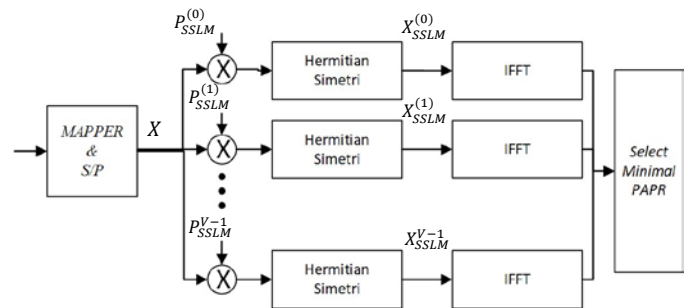 P_{SSLM}^{(0)}
X_{SSLM}^{(0)}
X
Hermitian
Simetri
IFFT
P_{SSLM}^{(1)}
X_{SSLM}^{(1)}
MAPPER
&
S/P
X
X
Hermitian
Simetri
IFFT
Select
Minimal
PAPR
P_{SSLM}^{V-1}
X_{SSLM}^{V-1}
X
Hermitian
Simetri
IFFT